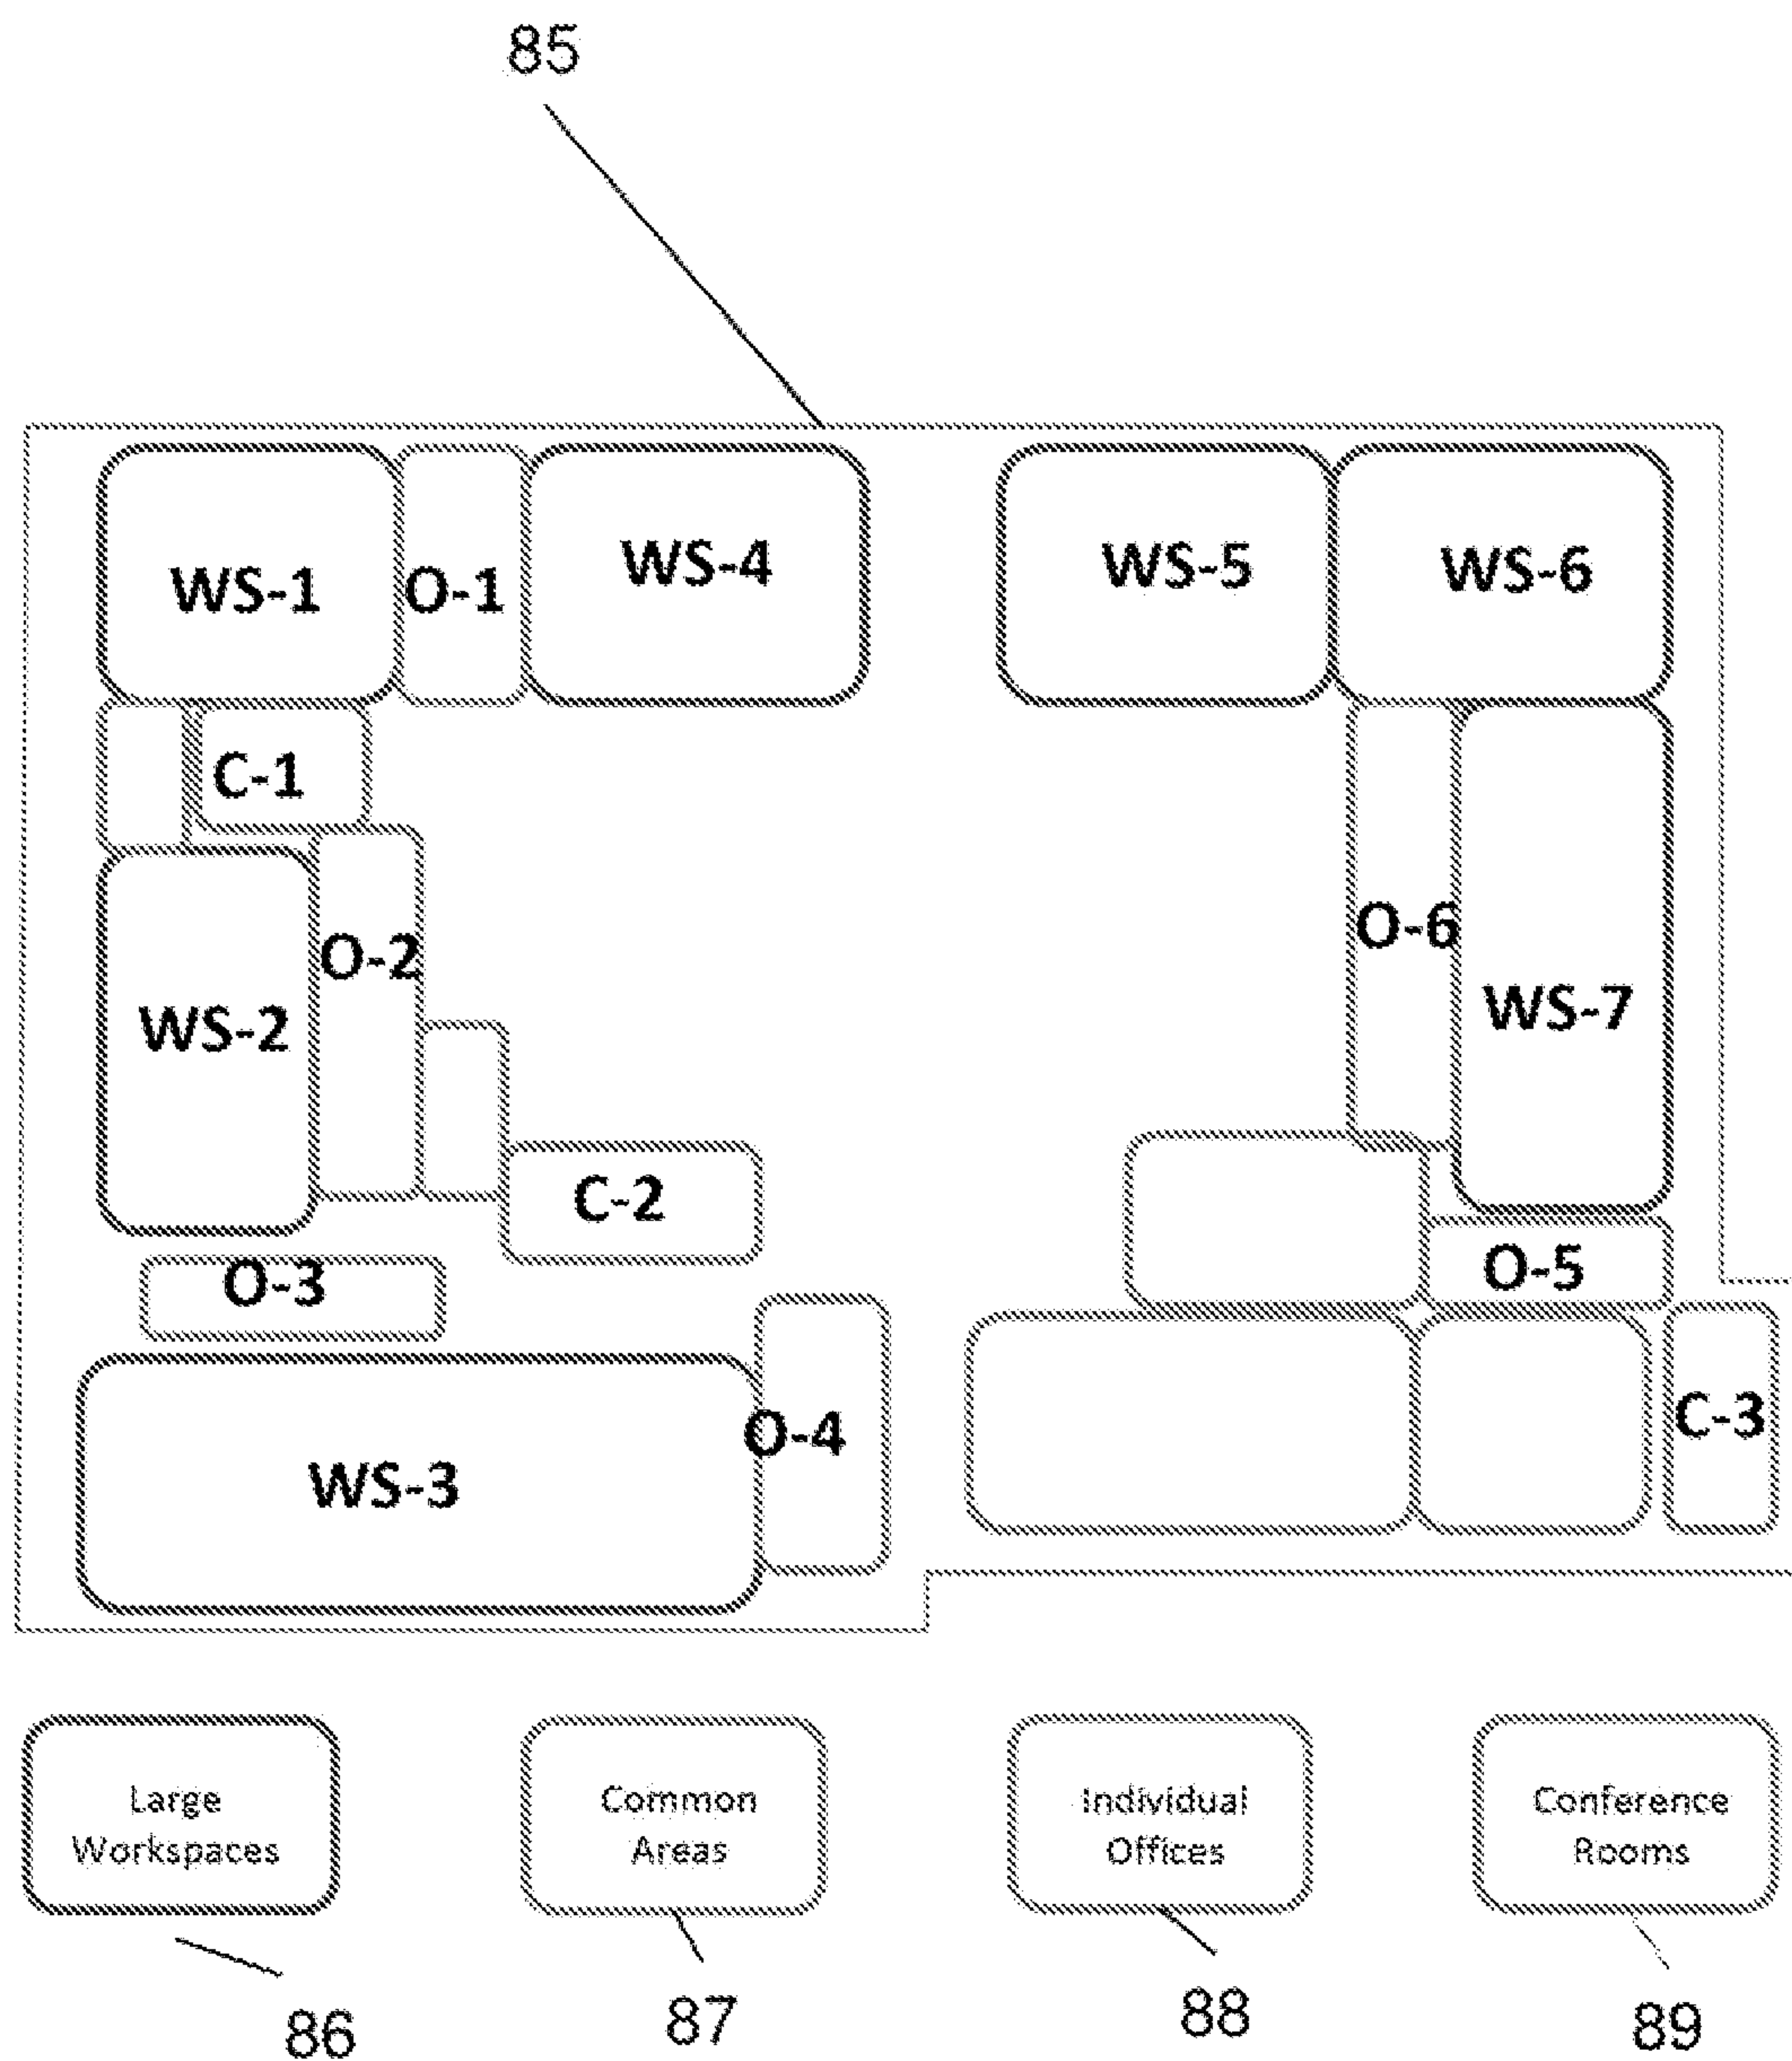 85
WS-1
O-1
WS-4
WS-5
WS-6
C-1
O-2
O-6
WS-2
WS-7
C-2
O-3
O-5
O-4
C-3
WS-3
Large
Workspaces
Common
Areas
Individual
Offices
Conference
Rooms
86
87
88
89